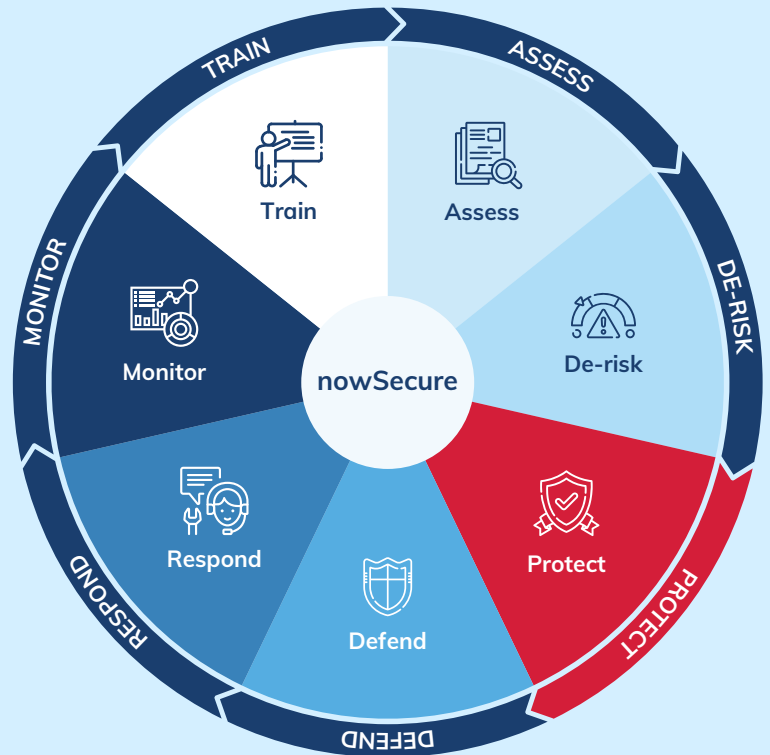 TRAIN
ASSESS
DE-RISK
PROTECT
DEFEND
RESPOND
MONITOR
Train
Assess
De-risk
Protect
Defend
Respond
Monitor
nowSecure